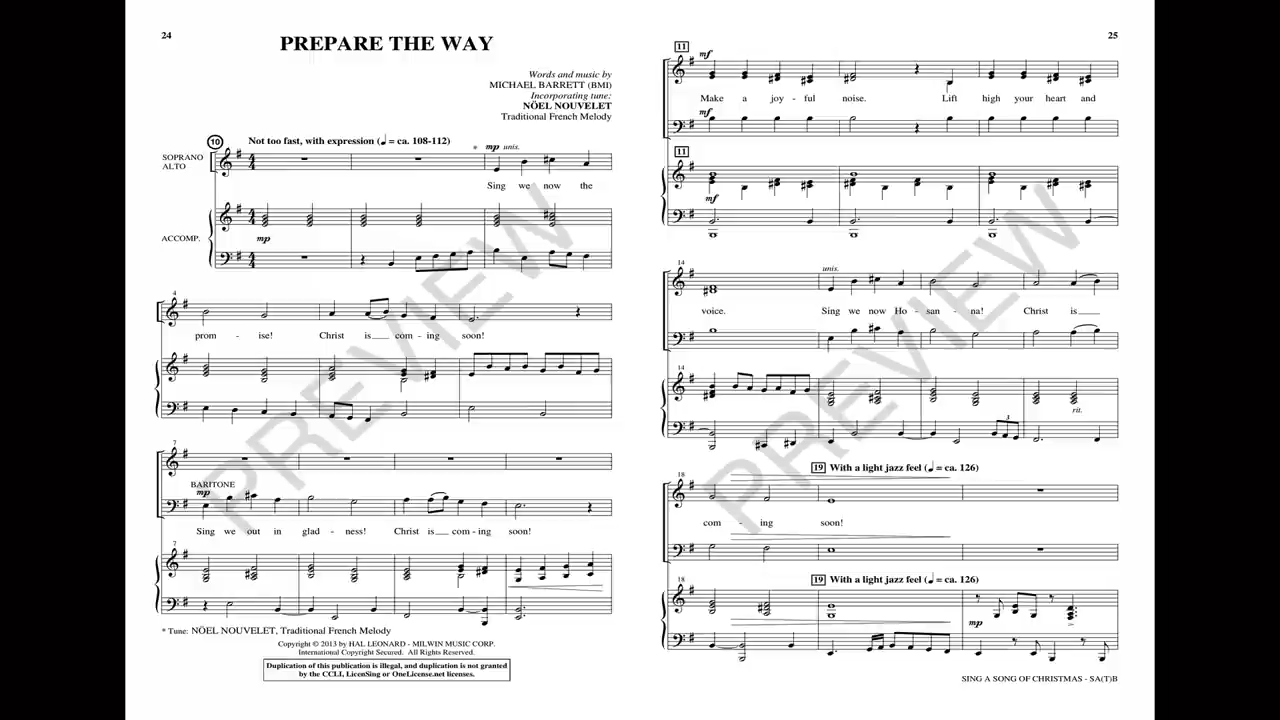 24
PREPARE THE WAY
Words and music by
MICHAEL BARRETT (BMI)
Incorporating tune:
NÖEL NOUVELET
Traditional French Melody
10
Not too fast, with expression (♩ = ca. 108-112)
SOPRANO
ALTO
* mp unis.
Sing we now the
ACCOMP.
mp
4
prom - ise! Christ is coming soon!
7
BARITONE
mp
Sing we out in glad - ness! Christ is com - ing soon!
7
* Tune: NÖEL NOUVELET, Traditional French Melody
Copyright © 2013 by HAL LEONARD - MILWIN MUSIC CORP.
International Copyright Secured. All Rights Reserved.
Duplication of this publication is illegal, and duplication is not granted
by the CCLI, LicenSing or OneLicense.net licenses.
PREVIEW
25
11
mf
Make a joy - ful noise. Lift high your heart and
mf
11
mf
14
unis.
voice. Sing we now Ho - san - na! Christ is
14
3
rit.
18
19 With a light jazz feel (♩ = ca. 126)
com - ing soon!
18
19 With a light jazz feel (♩ = ca. 126)
mp
SING A SONG OF CHRISTMAS - SA(T)B
PREVIEW